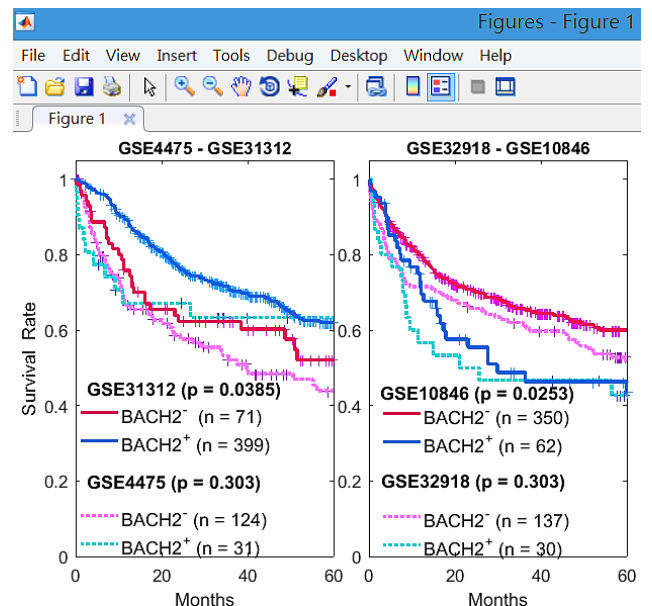 Figures - Figure 1
File Edit View Insert Tools Debug Desktop Window Help
Figure 1
GSE4475 - GSE31312
1
0.8
0.6
0.4
0.2
0
Survival Rate
GSE31312 (p = 0.0385)
BACH2- (n = 71)
BACH2+ (n = 399)
GSE4475 (p = 0.303)
BACH2- (n = 124)
BACH2+ (n = 31)
0 20 40 60
Months
GSE32918 - GSE10846
1
0.8
0.6
0.4
0.2
0
GSE10846 (p = 0.0253)
BACH2- (n = 350)
BACH2+ (n = 62)
GSE32918 (p = 0.303)
BACH2- (n = 137)
BACH2+ (n = 30)
0 20 40 60
Months